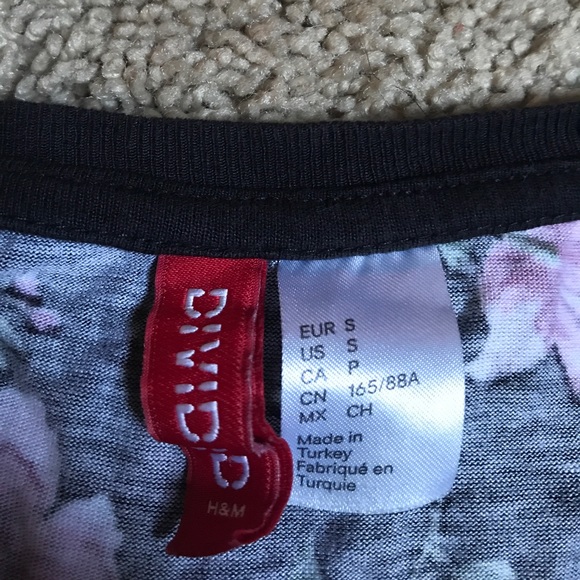 DIVIDED
H&M
EUR S
US S
CA P
CN 165/88A
MX CH
Made in
Turkey
Fabriqué en
Turquie